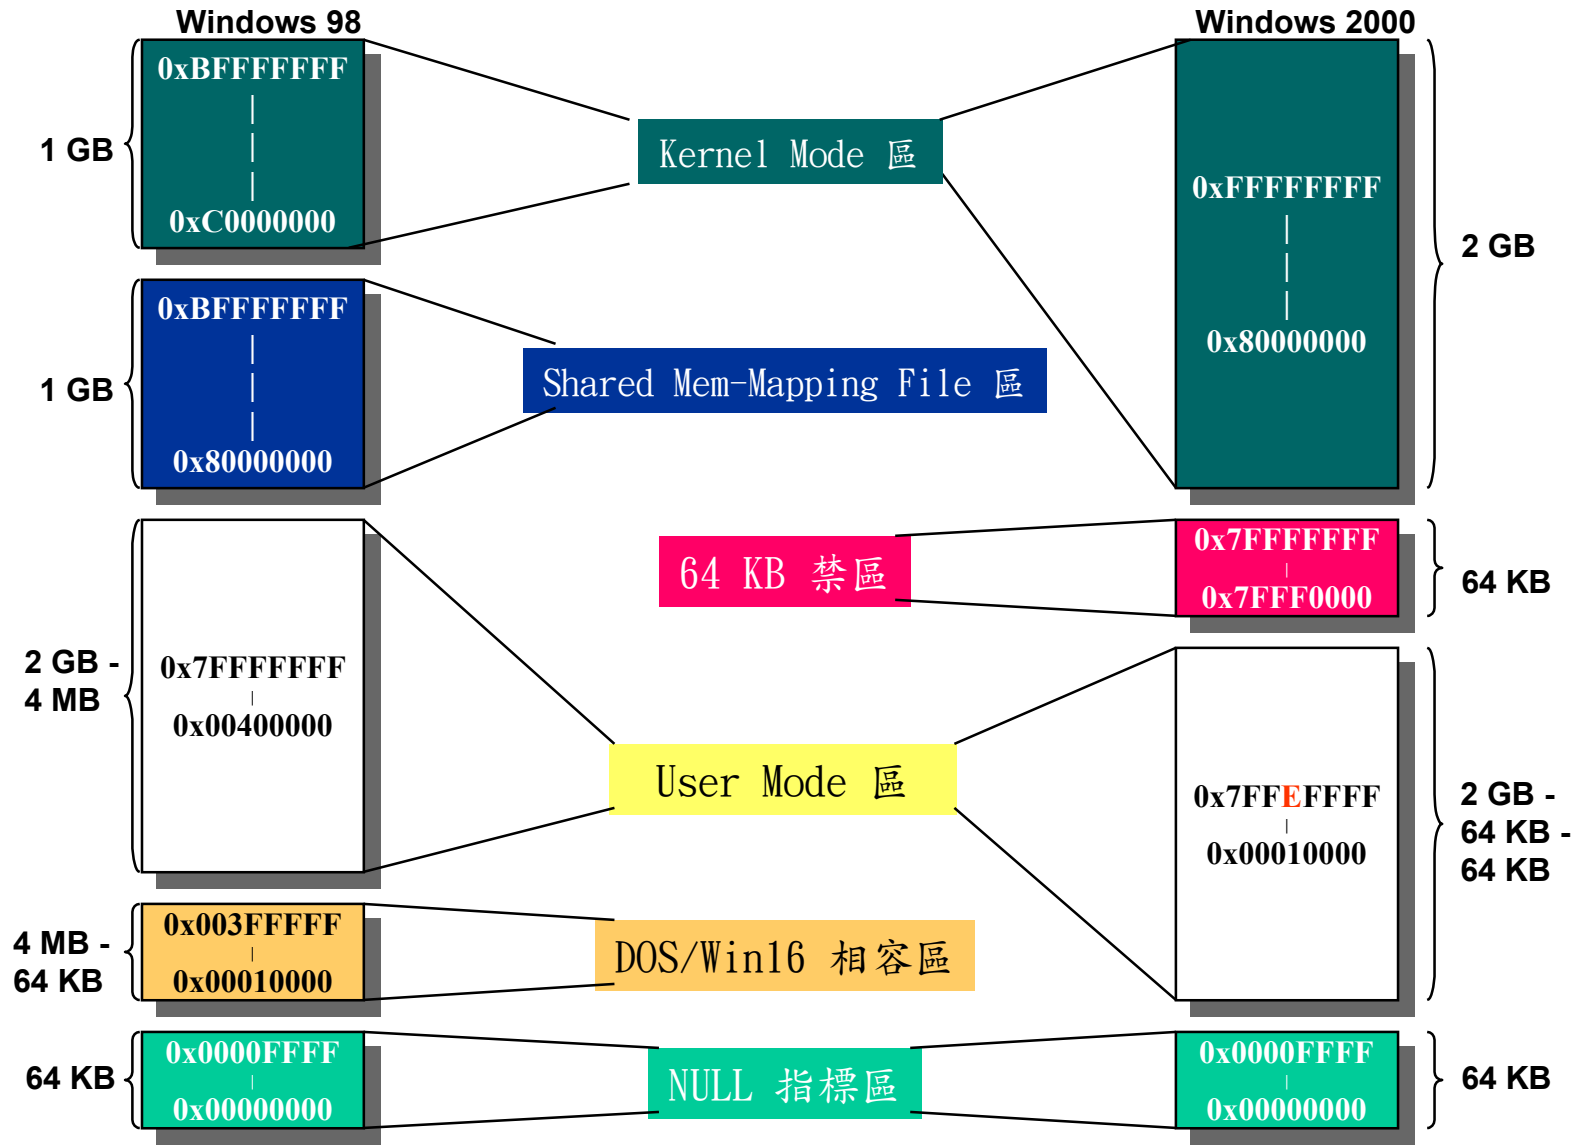 Windows 98
Windows 2000
0xBFFFFFFF
|
|
|
0xC0000000
1 GB
Kernel Mode 區
0xFFFFFFFF
|
|
|
0x80000000
2 GB
0xBFFFFFFF
|
|
|
0x80000000
1 GB
Shared Mem-Mapping File 區
64 KB 禁區
0x7FFFFFFF
|
0x7FFF0000
64 KB
2 GB -
4 MB
0x7FFFFFFF
|
0x00400000
User Mode 區
0x7FFEFFFF
|
0x00010000
2 GB -
64 KB -
64 KB
4 MB -
64 KB
0x003FFFFF
|
0x00010000
DOS/Win16 相容區
64 KB
0x0000FFFF
|
0x00000000
NULL 指標區
0x0000FFFF
|
0x00000000
64 KB